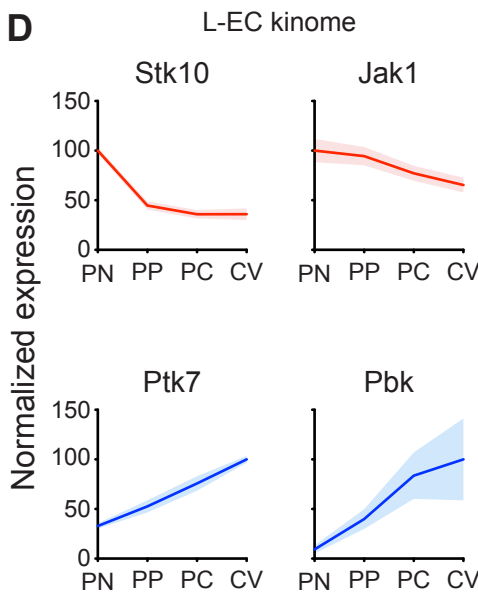 D
L-EC kinome
Stk10
Jak1
Normalized expression
150
100
50
0
PN PP PC CV
PN PP PC CV
Ptk7
Pbk
150
100
50
0
PN PP PC CV
PN PP PC CV